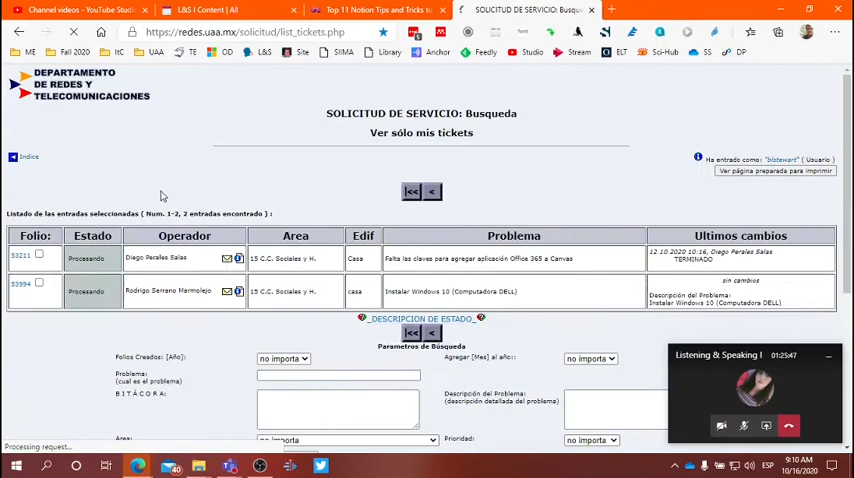 Channel videos - YouTube Studio
L&S I Content | All
Top 11 Notion Tips and Tricks to
SOLICITUD DE SERVICIO: Busque
https://redes.uaa.mx/solicitud/list_tickets.php
ME
Fall 2020
ItC
UAA
TE
OD
L&S
Site
SIIMA
Library
Anchor
Feedly
Studio
Stream
ELT
Sci-Hub
SS
DP
DEPARTAMENTO
DE REDES Y
TELECOMUNICACIONES
SOLICITUD DE SERVICIO: Busqueda
Ver sólo mis tickets
Indice
Ha entrado como: "blstewart" ( Usuario )
Ver página preparada para imprimir
|<< <
Listado de las entradas seleccionadas ( Num. 1-2, 2 entradas encontrado ) :
Folio: Estado Operador Area Edif Problema Ultimos cambios
53211 Procesando Diego Perales Salas 15 C.C. Sociales y H. Casa Falta las claves para agregar aplicación Office 365 a Canvas 12.10.2020 10:16, Diego Perales Salas
TERMINADO
53994 Procesando Rodrigo Serrano Marmolejo 15 C.C. Sociales y H. casa Instalar Windows 10 (Computadora DELL) sin cambios
Descripción del Problema:
Instalar Windows 10 (Computadora DELL)
_DESCRIPCION DE ESTADO_
|<< <
Parametros de Búsqueda
Folios Creados: [Año]: no importa Agregar [Mes] al año:: no importa
Problema:
(cual es el problema)
BITÁCORA:
Descripción del Problema:
(descripción detallada del problema)
Area: no importa Prioridad: no importa
Listening & Speaking I 01:25:47
Processing request...
40
ESP
9:10 AM
10/16/2020